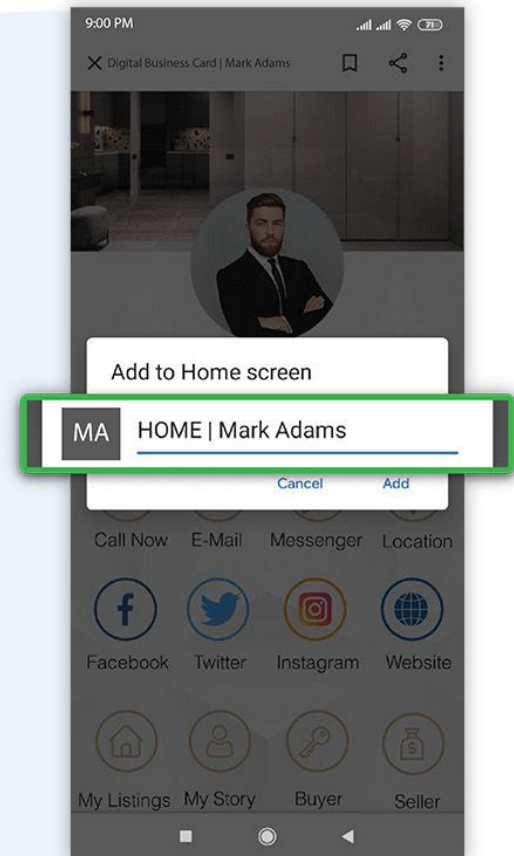 9:00 PM 71
Digital Business Card | Mark Adams
Add to Home screen
MA HOME | Mark Adams
Cancel Add
Call Now E-Mail Messenger Location
Facebook Twitter Instagram Website
My Listings My Story Buyer Seller